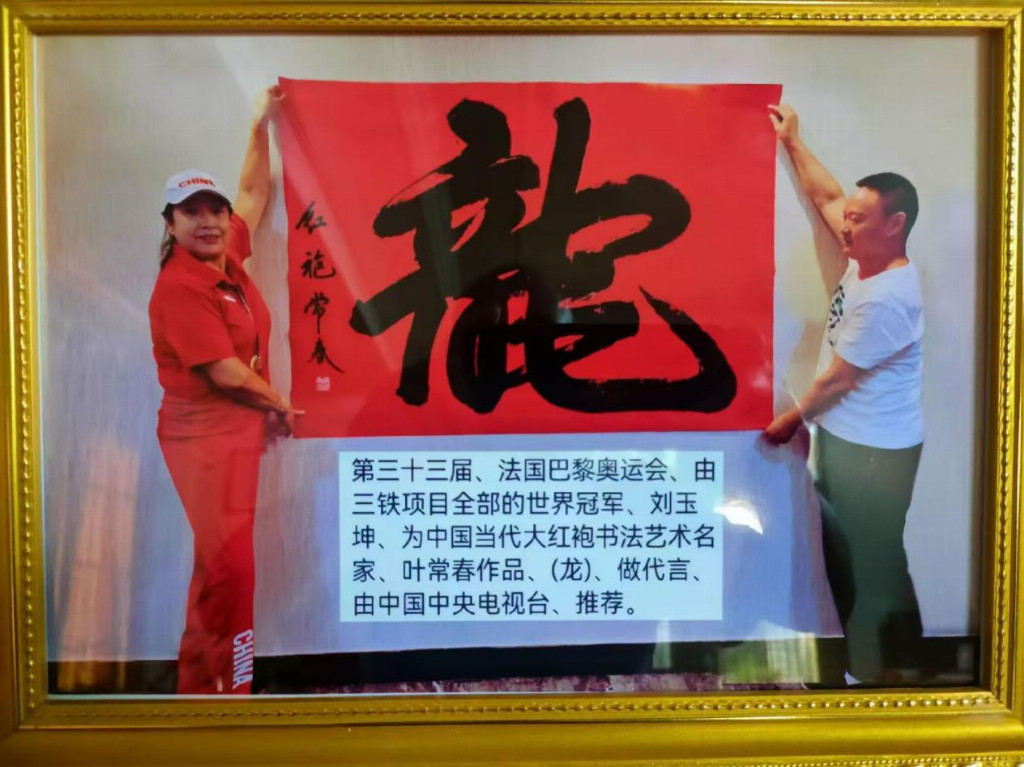 CHINA
龍
红袍常春
第三十三届、法国巴黎奥运会、由
三铁项目全部的世界冠军、刘玉
坤、为中国当代大红袍书法艺术名
家、叶常春作品、(龙)、做代言、
由中国中央电视台、推荐。
CHINA